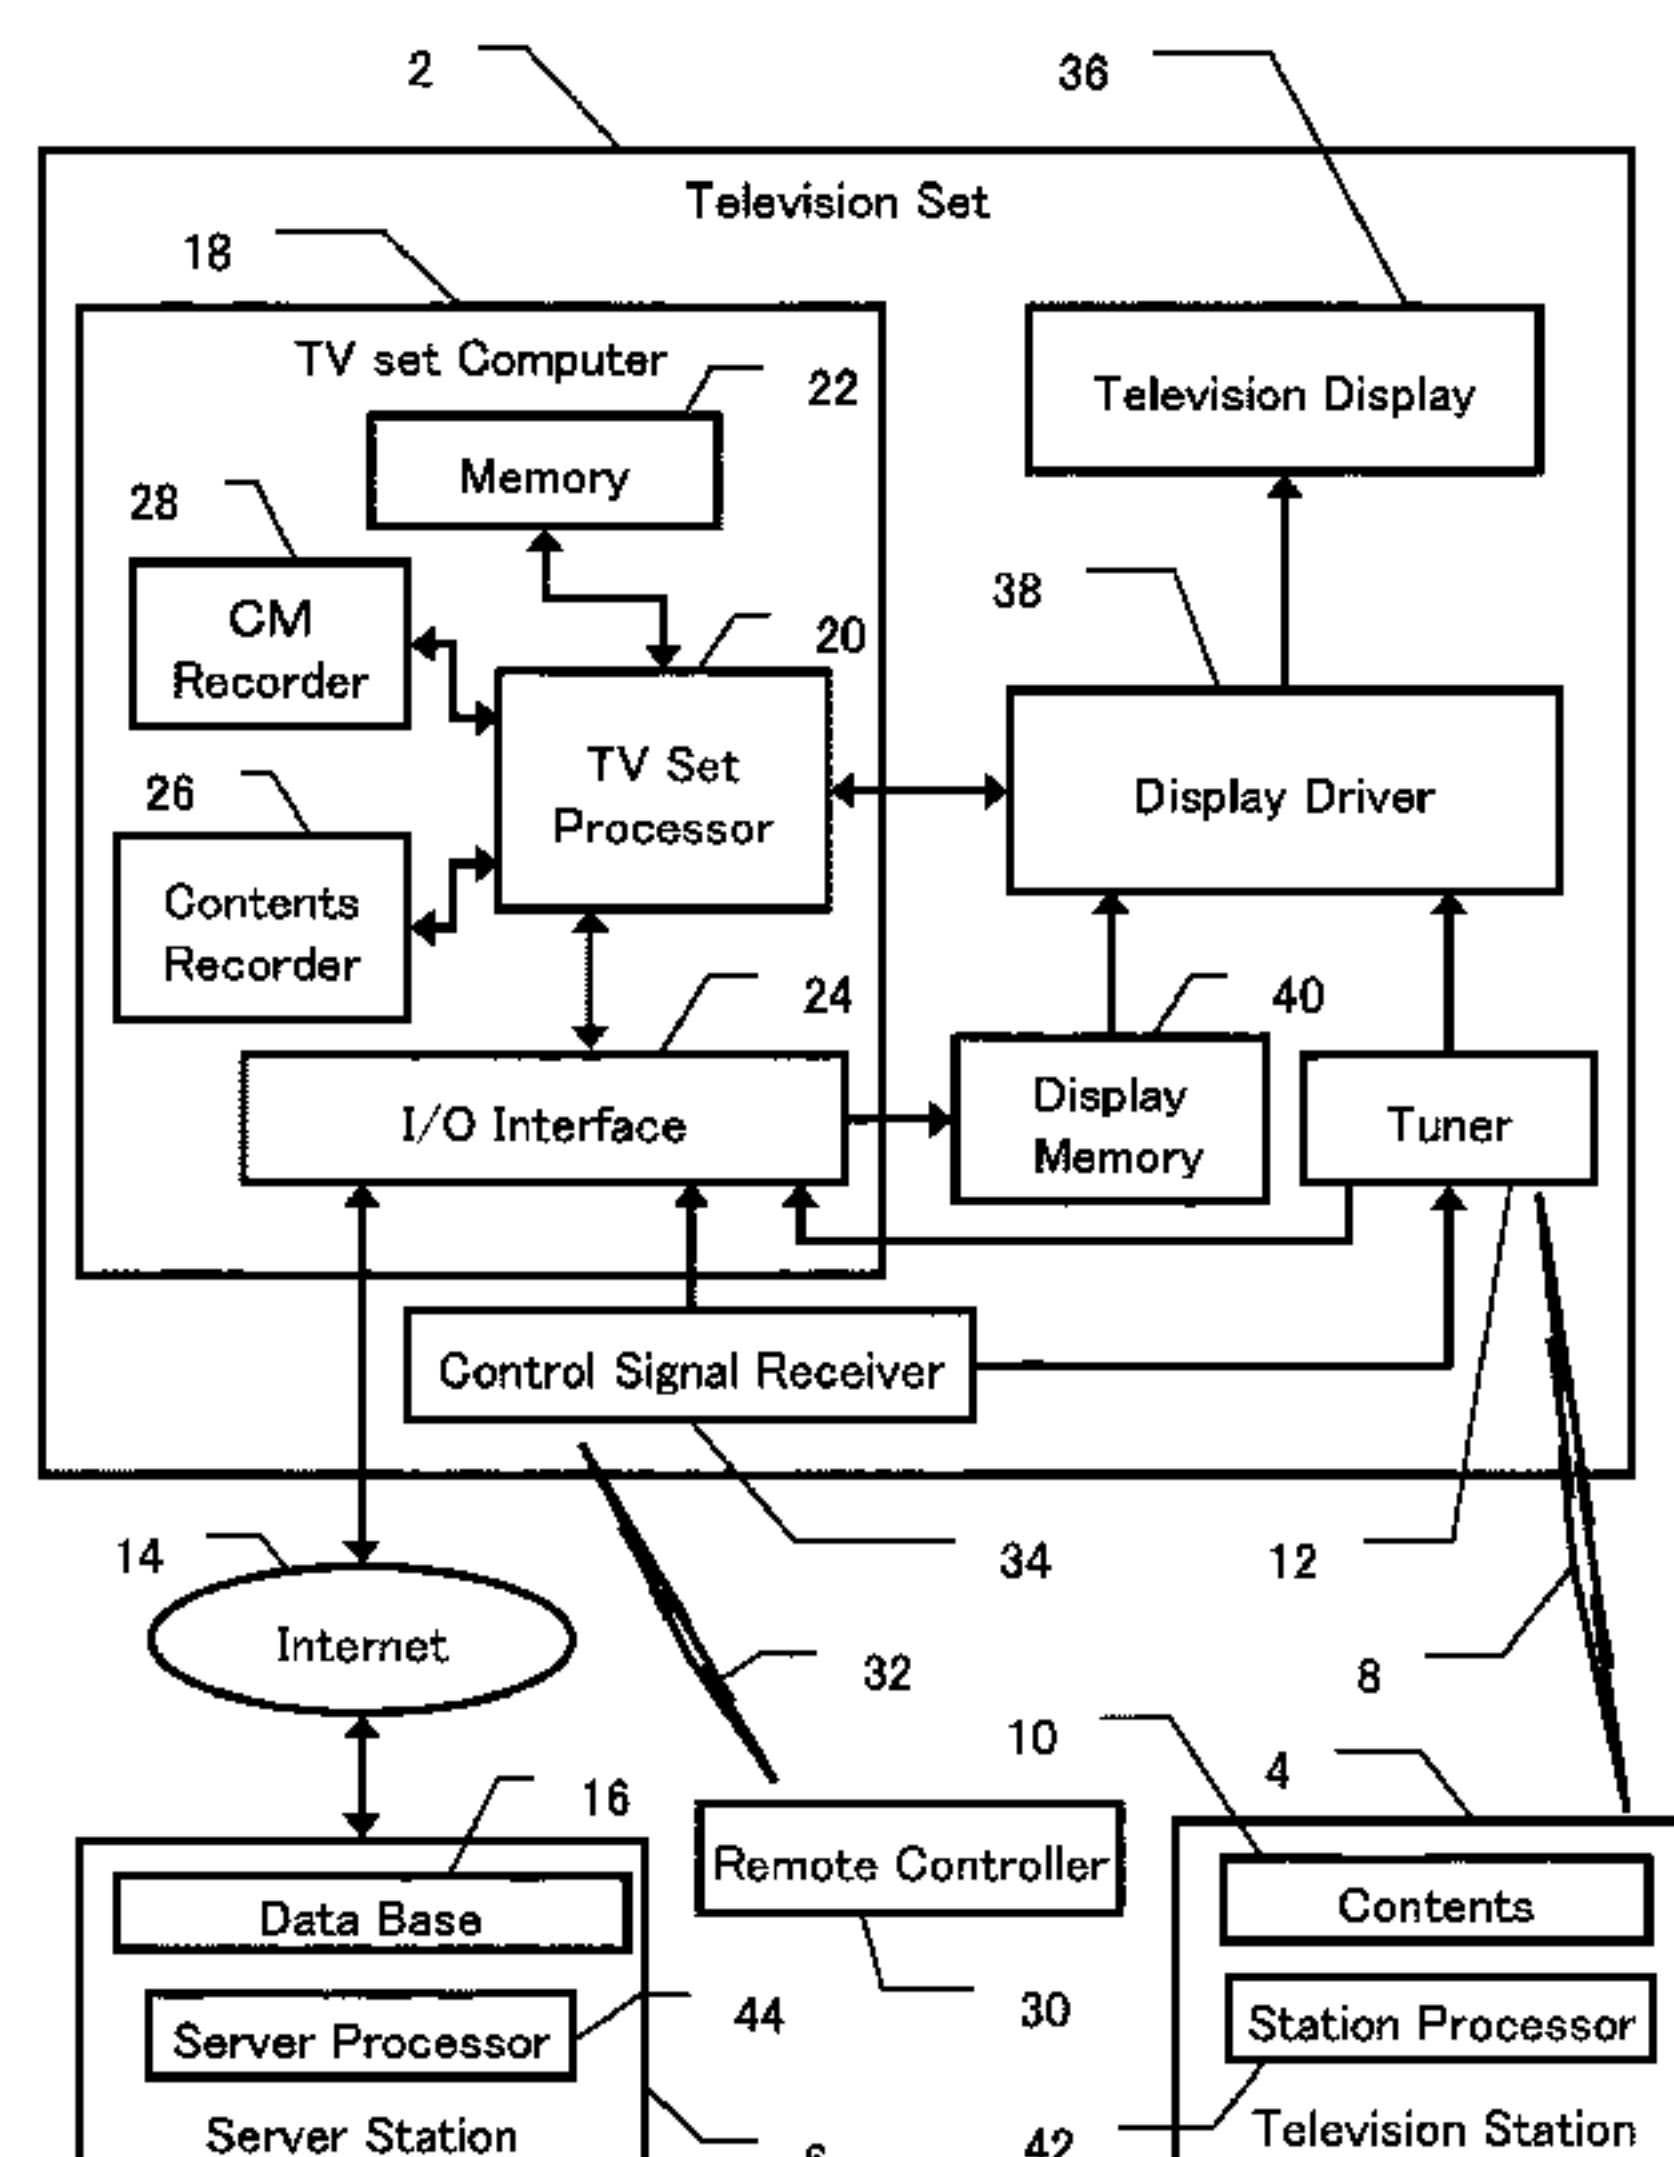 2
36
Television Set
18
TV set Computer
22
Memory
Television Display
28
CM
Recorder
38
20
TV Set
Processor
Display Driver
26
Contents
Recorder
24
40
I/O Interface
Display
Memory
Tuner
Control Signal Receiver
14
34
12
Internet
32
8
10
4
16
Remote Controller
Data Base
Contents
44
30
Server Processor
Station Processor
Server Station
Television Station
42